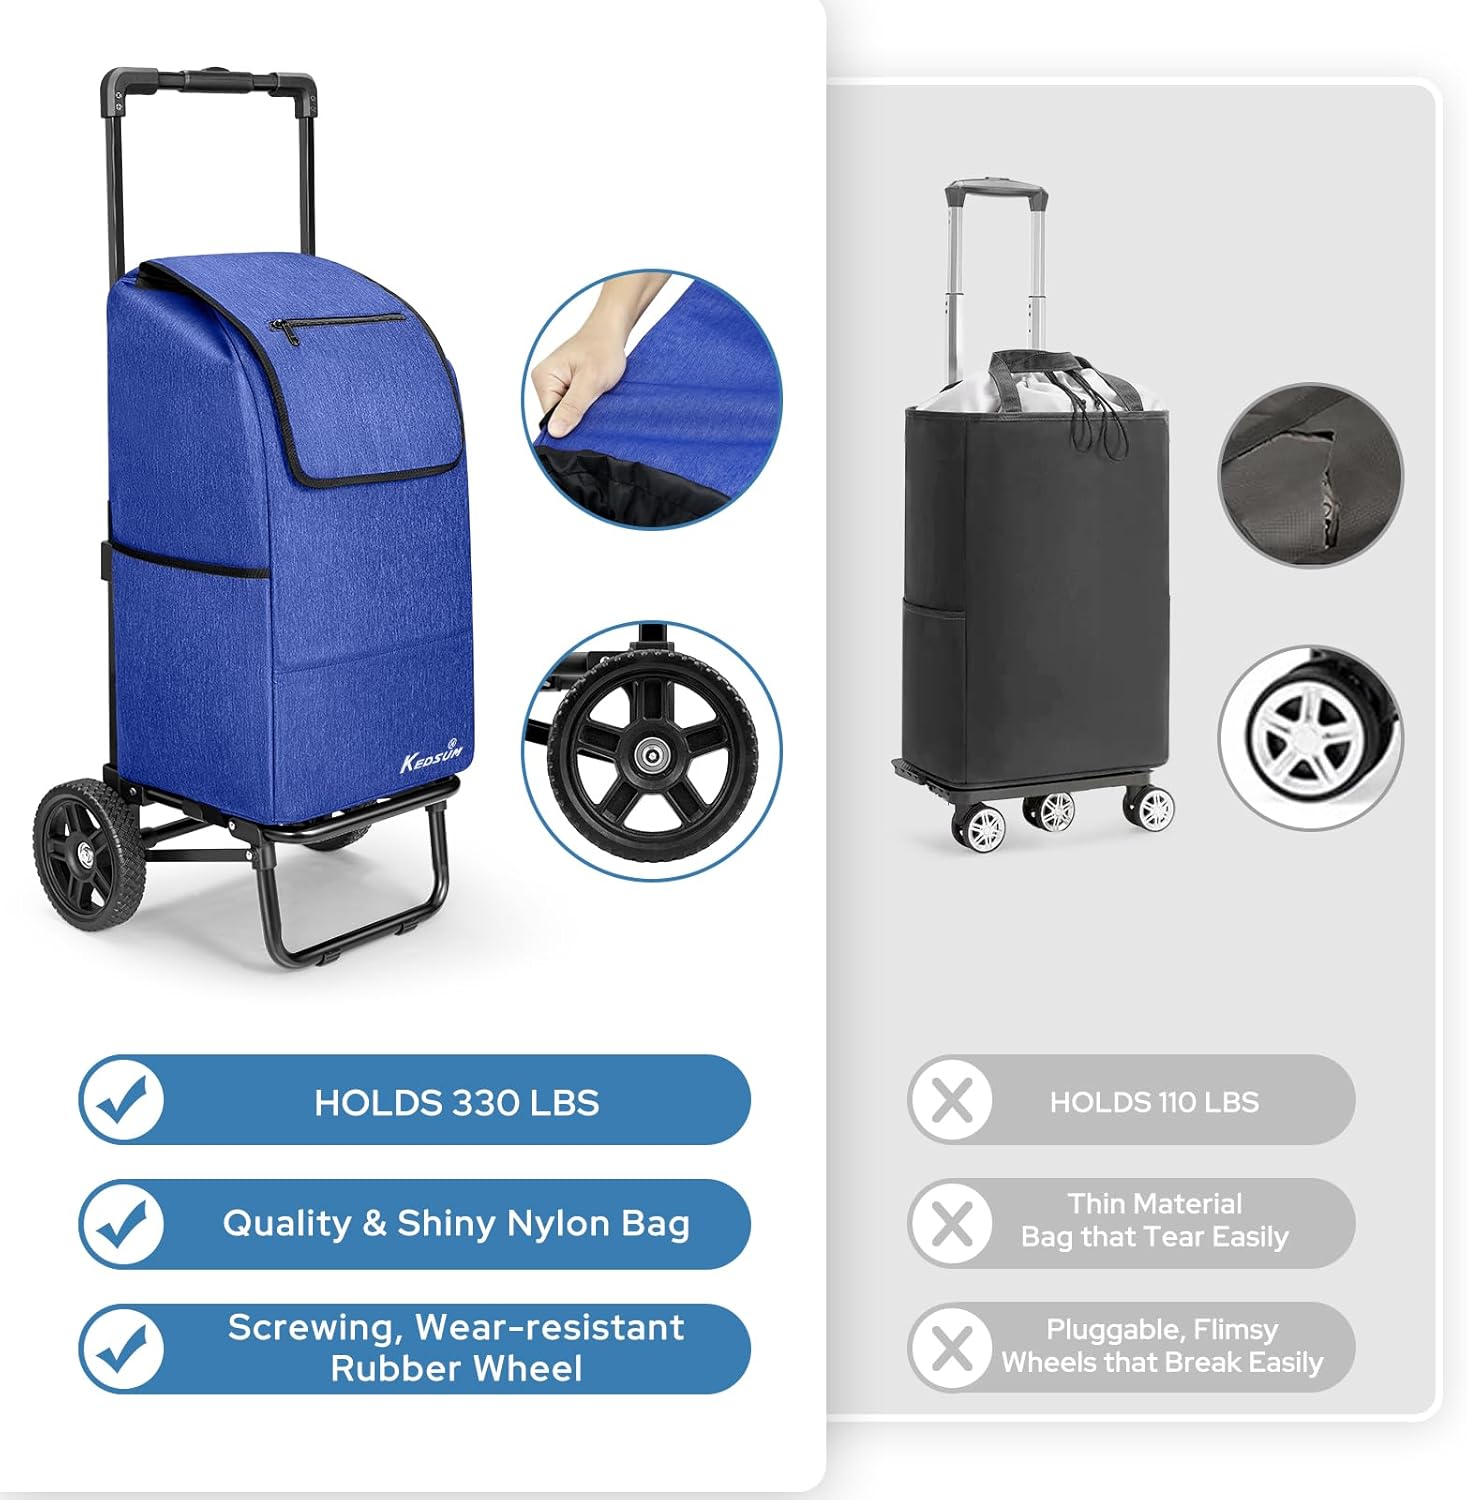 KEDSUM®
HOLDS 330 LBS
Quality & Shiny Nylon Bag
Screwing, Wear-resistant
Rubber Wheel
HOLDS 110 LBS
Thin Material
Bag that Tear Easily
Pluggable, Flimsy
Wheels that Break Easily